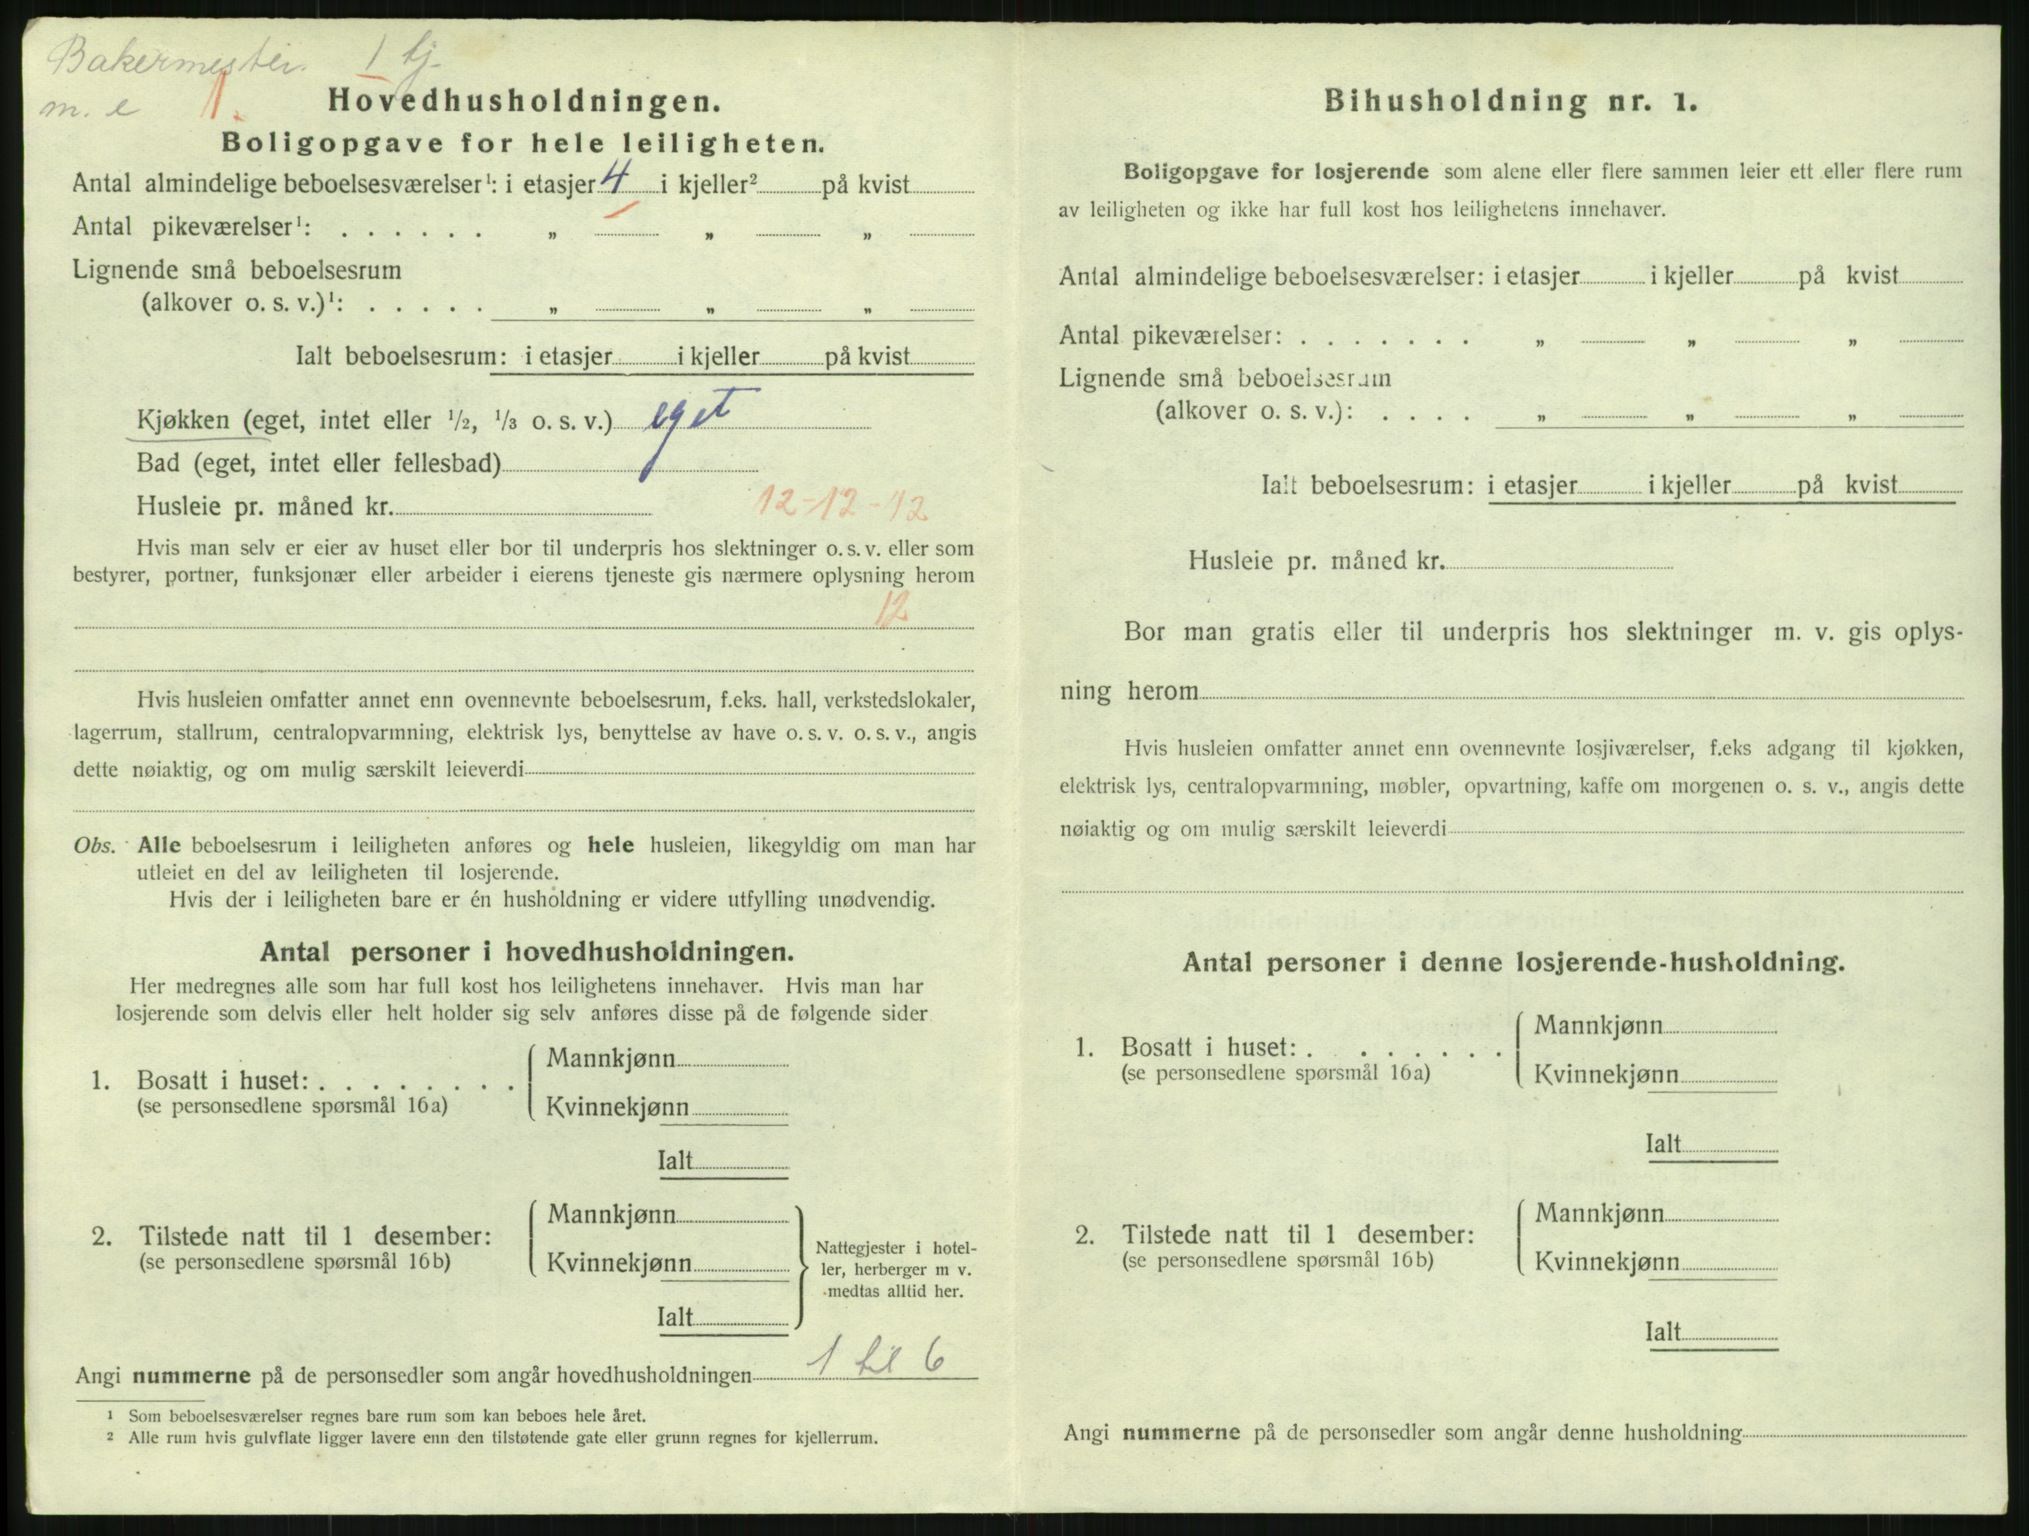 Bakermester 1 tj.
m. e 1.
Hovedhusholdningen.
Boligopgave for hele leiligheten.
Antal almindelige beboelsesværelser¹: i etasjer 4 i kjeller² på kvist
Antal pikeværelser¹: . . . . . . „ „ „
Lignende små beboelsesrum
(alkover o. s. v.)¹: . . . . . „ „ „
Ialt beboelsesrum: i etasjer i kjeller på kvist
Kjøkken (eget, intet eller 1/2, 1/3 o. s. v.) eget
Bad (eget, intet eller fellesbad)
Husleie pr. måned kr. 12-12-12
Hvis man selv er eier av huset eller bor til underpris hos slektninger o. s. v. eller som
bestyrer, portner, funksjonær eller arbeider i eierens tjeneste gis nærmere oplysning herom
12
Hvis husleien omfatter annet enn ovennevnte beboelsesrum, f.eks. hall, verkstedslokaler,
lagerrum, stallrum, centralopvarmning, elektrisk lys, benyttelse av have o. s. v. o. s. v., angis
dette nøiaktig, og om mulig særskilt leieverdi
Obs. Alle beboelsesrum i leiligheten anføres og hele husleien, likegyldig om man har
utleiet en del av leiligheten til losjerende.
Hvis der i leiligheten bare er én husholdning er videre utfylling unødvendig.
Antal personer i hovedhusholdningen.
Her medregnes alle som har full kost hos leilighetens innehaver. Hvis man har
losjerende som delvis eller helt holder sig selv anføres disse på de følgende sider
1. Bosatt i huset: . . . . . . . . Mannkjønn
(se personsedlene spørsmål 16a) Kvinnekjønn
Ialt
2. Tilstede natt til 1 desember: Mannkjønn
(se personsedlene spørsmål 16b) Kvinnekjønn
Ialt
Nattegjester i hotel-
ler, herberger m v.
medtas alltid her.
Angi nummerne på de personsedler som angår hovedhusholdningen 1 til 6
¹ Som beboelsesværelser regnes bare rum som kan beboes hele året.
² Alle rum hvis gulvflate ligger lavere enn den tilstøtende gate eller grunn regnes for kjellerrum.
Bihusholdning nr. 1.
Boligopgave for losjerende som alene eller flere sammen leier ett eller flere rum
av leiligheten og ikke har full kost hos leilighetens innehaver.
Antal almindelige beboelsesværelser: i etasjer i kjeller på kvist
Antal pikeværelser: . . . . . . . „ „ „
Lignende små beboelsesrum
(alkover o. s. v.): . . . . „ „ „
Ialt beboelsesrum: i etasjer i kjeller på kvist
Husleie pr. måned kr.
Bor man gratis eller til underpris hos slektninger m. v. gis oplys-
ning herom
Hvis husleien omfatter annet enn ovennevnte losjiværelser, f.eks adgang til kjøkken,
elektrisk lys, centralopvarmning, møbler, opvartning, kaffe om morgenen o. s. v., angis dette
nøiaktig og om mulig særskilt leieverdi
Antal personer i denne losjerende-husholdning.
1. Bosatt i huset: . . . . . . . Mannkjønn
(se personsedlene spørsmål 16a) Kvinnekjønn
Ialt
2. Tilstede natt til 1 desember: Mannkjønn
(se personsedlene spørsmål 16b) Kvinnekjønn
Ialt
Angi nummerne på de personsedler som angår denne husholdning